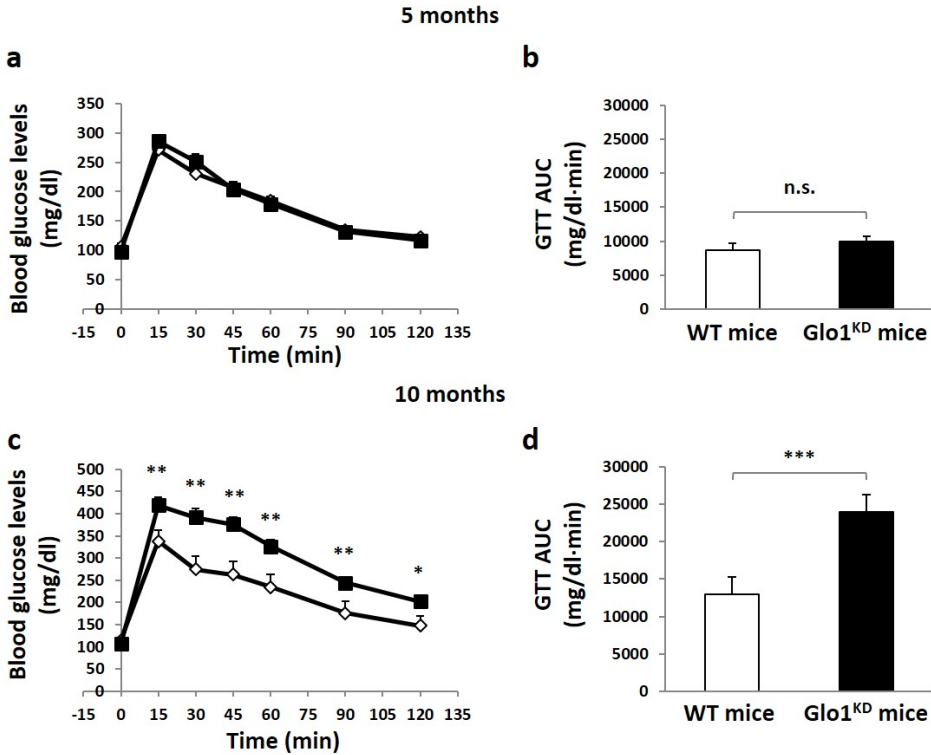 5 months
a
Blood glucose levels
(mg/dl)
350
300
250
200
150
100
50
0
-15 0 15 30 45 60 75 90 105 120 135
Time (min)
b
GTT AUC
(mg/dl·min)
30000
25000
20000
15000
10000
5000
0
n.s.
WT mice Glo1KD mice
10 months
c
Blood glucose levels
(mg/dl)
500
450
400
350
300
250
200
150
100
50
0
** ** ** ** ** *
-15 0 15 30 45 60 75 90 105 120 135
Time (min)
d
GTT AUC
(mg/dl·min)
30000
25000
20000
15000
10000
5000
0
***
WT mice Glo1KD mice